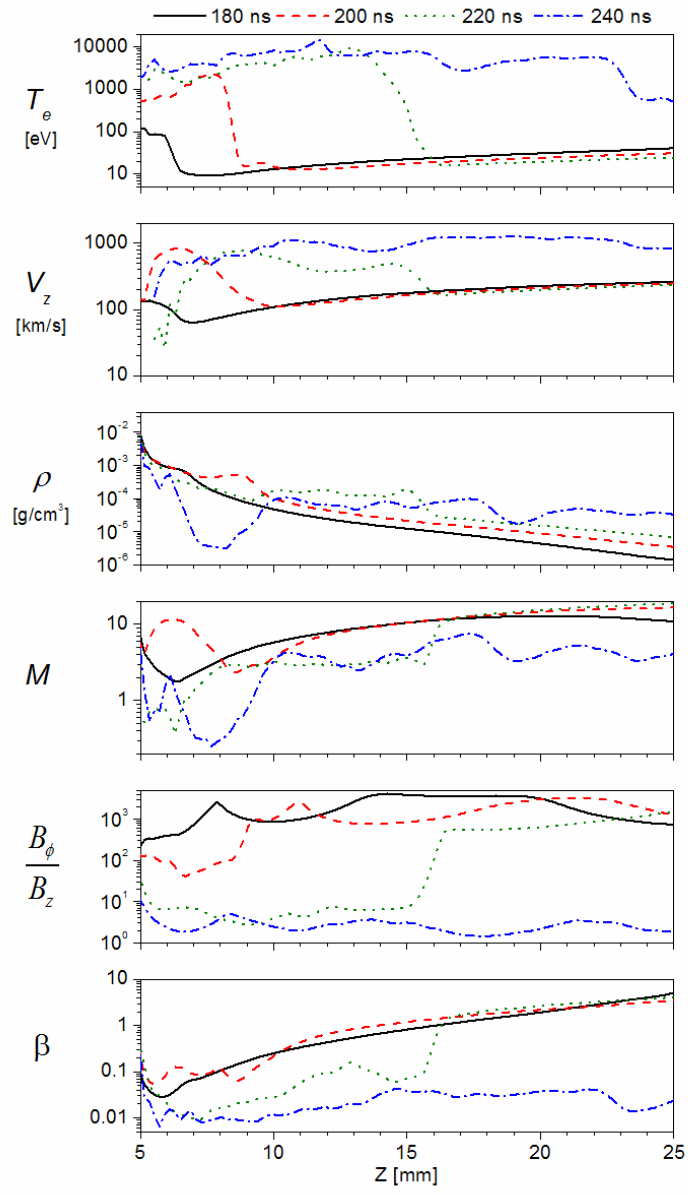 180 ns 200 ns 220 ns 240 ns
10000
1000
100
10
T_e
[eV]
1000
100
10
V_z
[km/s]
10^-2
10^-3
10^-4
10^-5
10^-6
ρ
[g/cm^3]
10
1
M
10^3
10^2
10^1
10^0
B_ϕ
B_z
10
1
0.1
0.01
β
5 10 15 20 25
Z [mm]